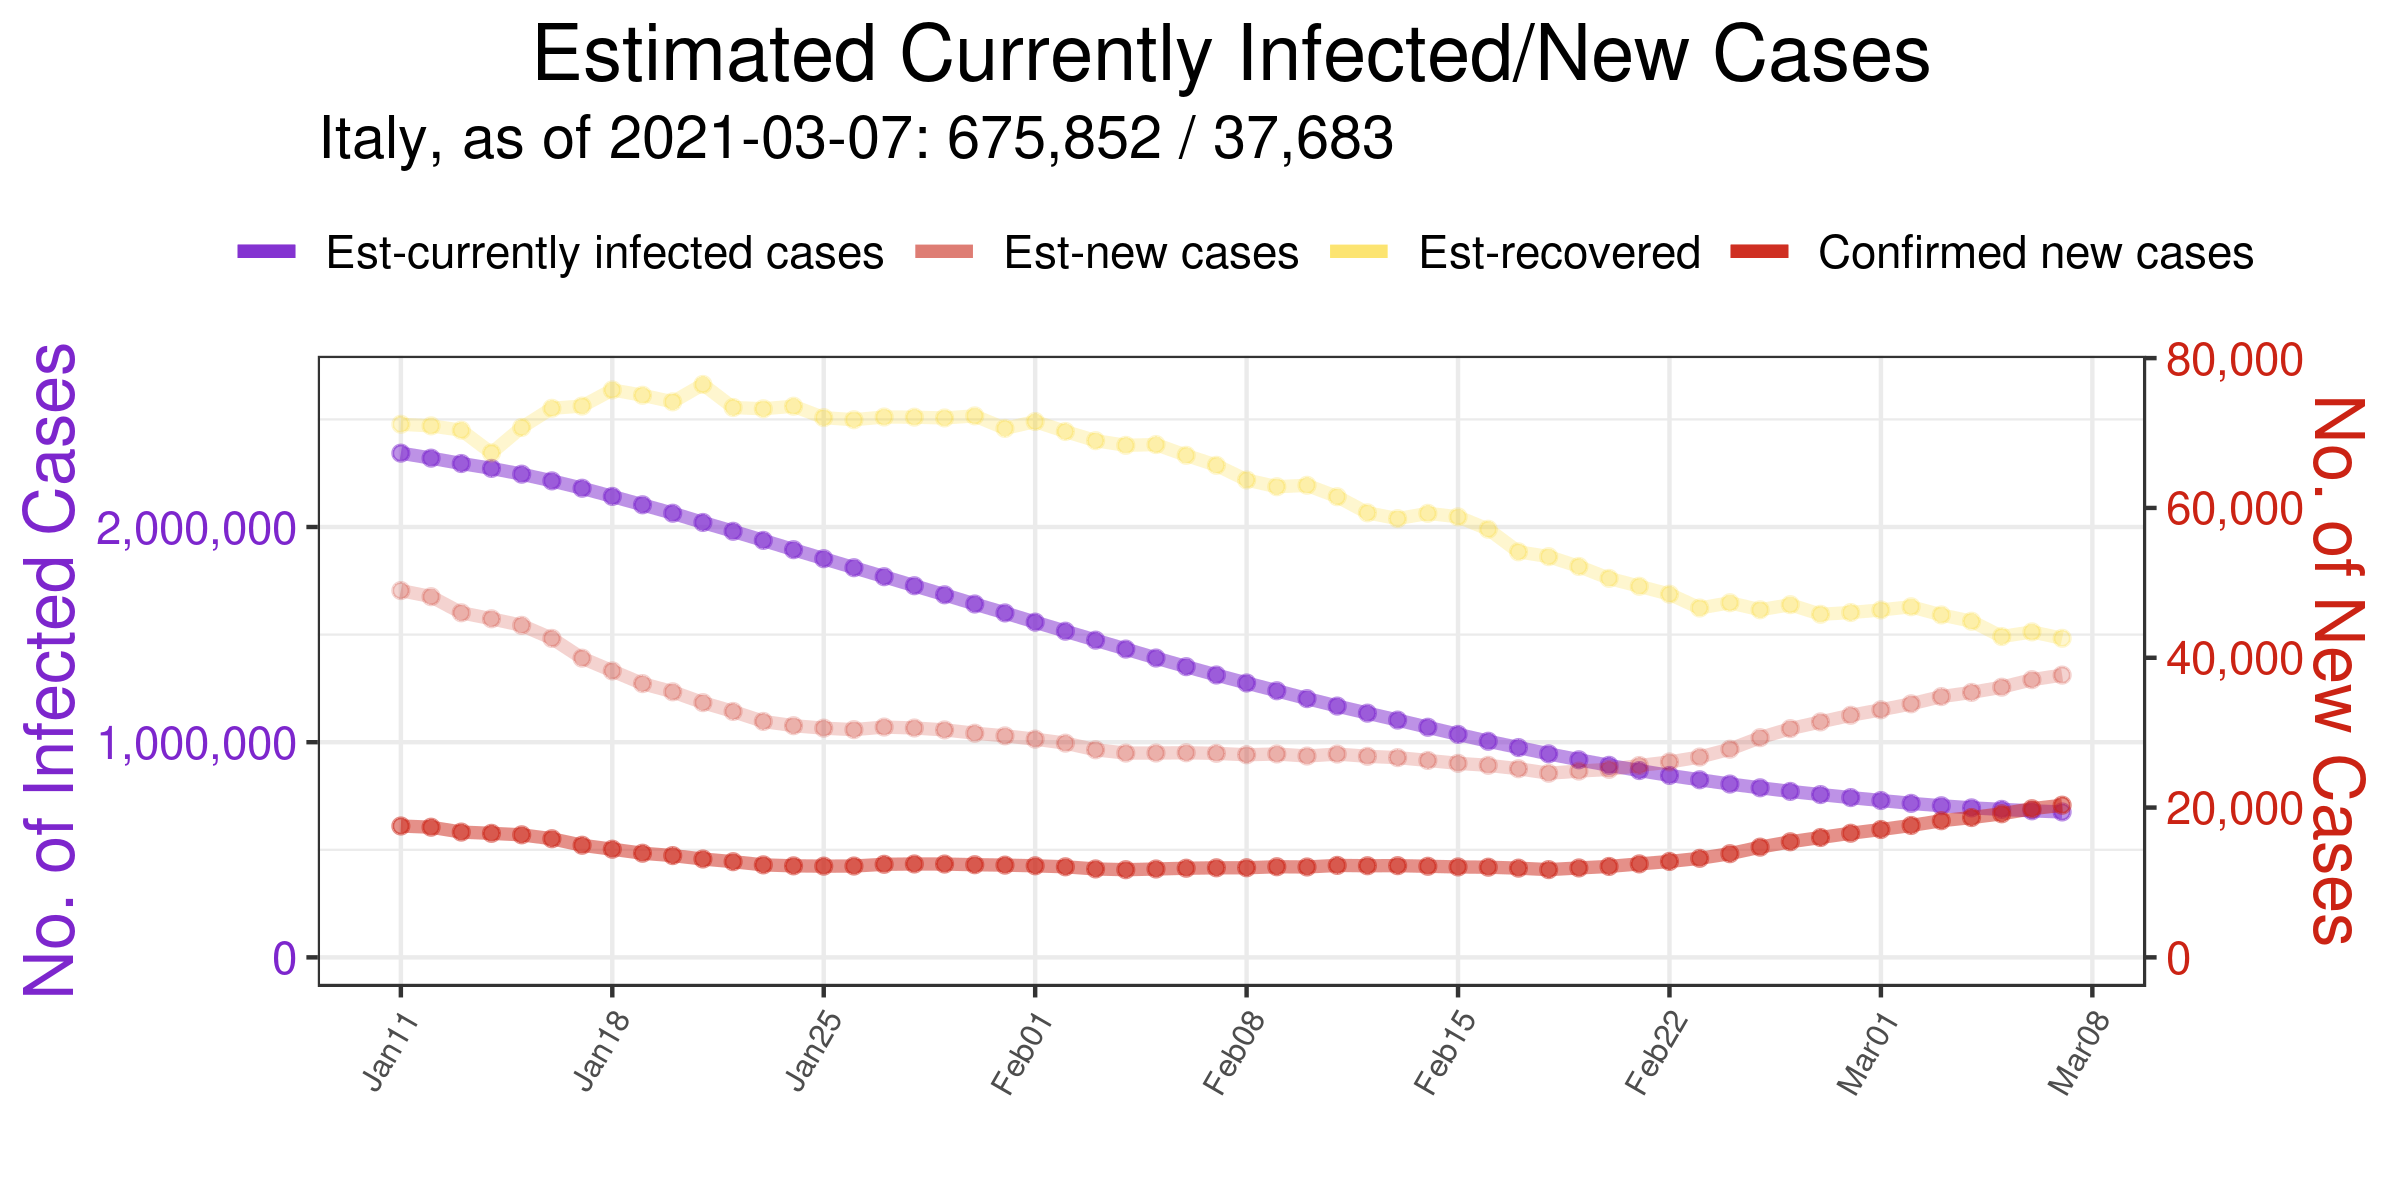 Estimated Currently Infected/New Cases
Italy, as of 2021-03-07: 675,852 / 37,683
Est-currently infected cases Est-new cases Est-recovered Confirmed new cases
No. of Infected Cases
2,000,000
1,000,000
0
80,000
60,000
40,000
20,000
0
No. of New Cases
Jan11 Jan18 Jan25 Feb01 Feb08 Feb15 Feb22 Mar01 Mar08